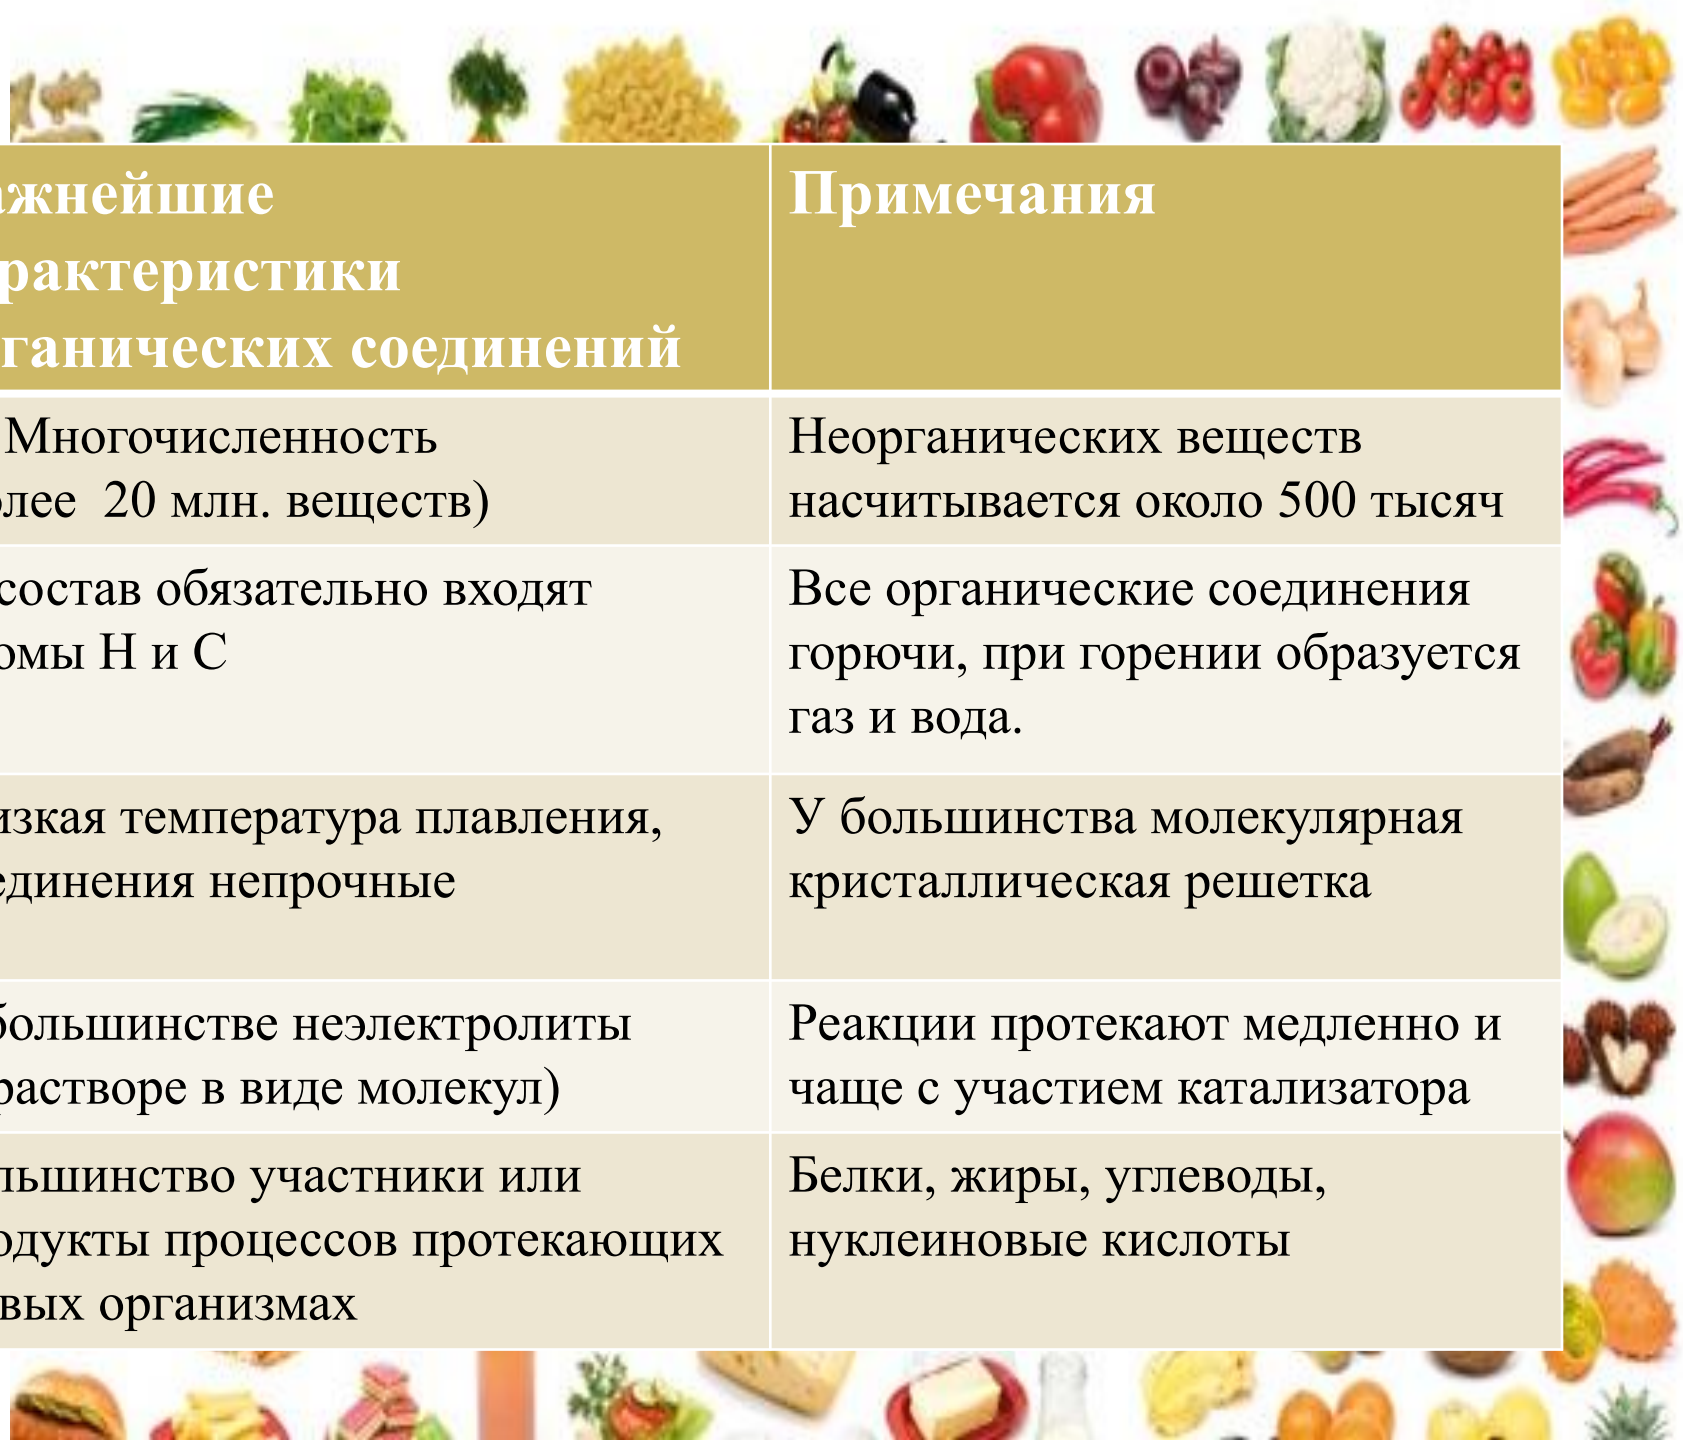 ажнейшие
рактеристики
ганических соединений
Примечания
Многочисленность
олее 20 млн. веществ)
Неорганических веществ
насчитывается около 500 тысяч
состав обязательно входят
омы Н и С
Все органические соединения
горючи, при горении образуется
газ и вода.
изкая температура плавления,
единения непрочные
У большинства молекулярная
кристаллическая решетка
большинстве неэлектролиты
растворе в виде молекул)
Реакции протекают медленно и
чаще с участием катализатора
льшинство участники или
одукты процессов протекающих
вых организмах
Белки, жиры, углеводы,
нуклеиновые кислоты